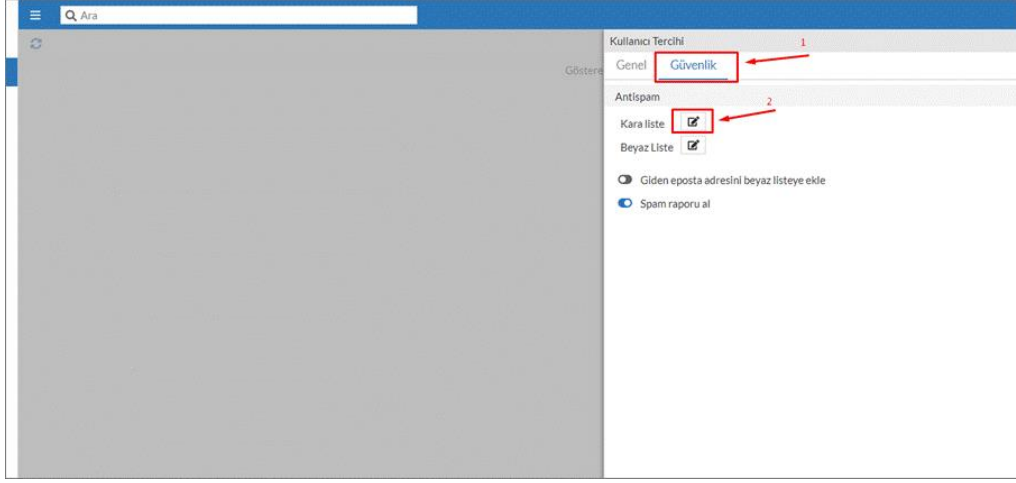 Ara
Göstere
Kullanıcı Tercihi
1
Genel Güvenlik
Antispam
2
Kara liste
Beyaz Liste
Giden eposta adresini beyaz listeye ekle
Spam raporu al